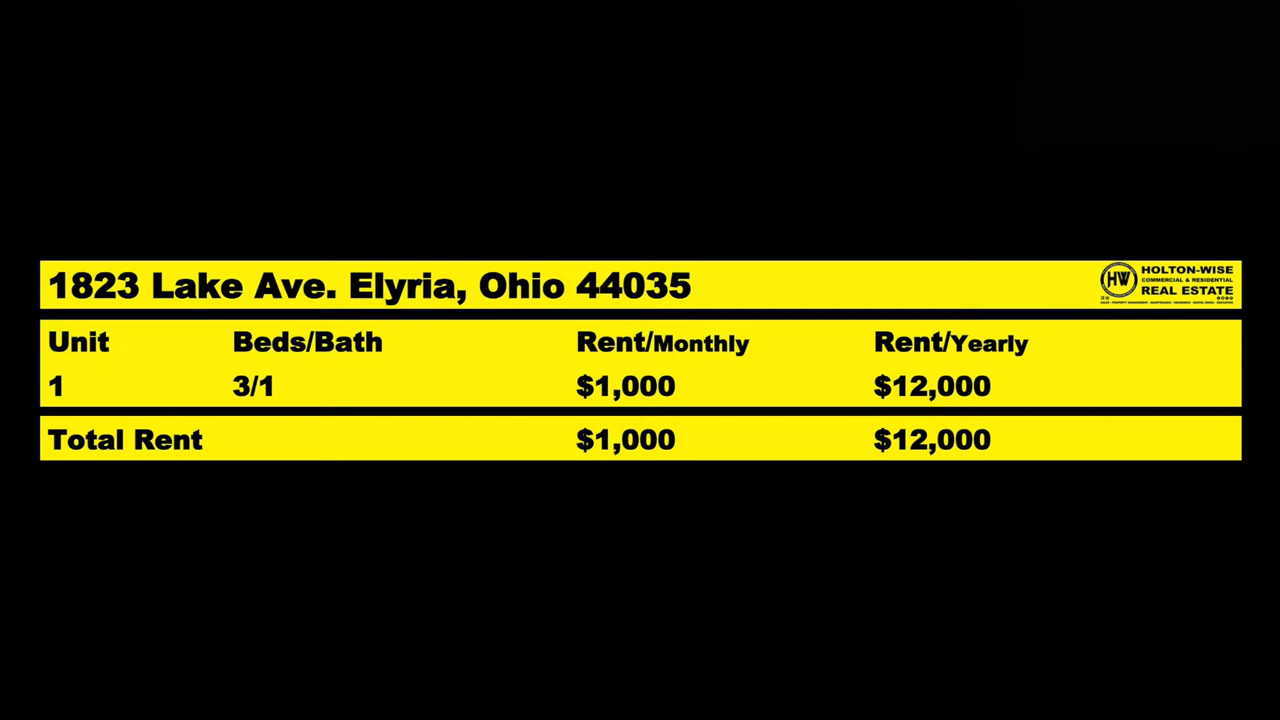 1823 Lake Ave. Elyria, Ohio 44035
HW
HOLTON-WISE
COMMERCIAL & RESIDENTIAL
REAL ESTATE
Unit Beds/Bath Rent/Monthly Rent/Yearly
1 3/1 $1,000 $12,000
Total Rent $1,000 $12,000